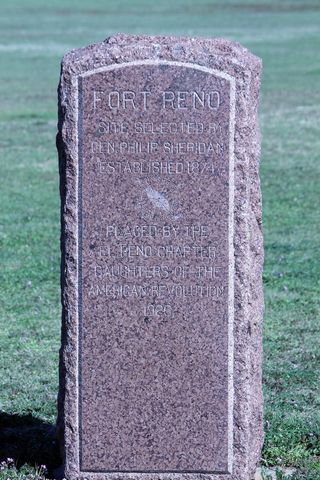 FORT RENO
SITE SELECTED BY
GEN PHILIP SHERIDAN
ESTABLISHED 1874
PLACED BY THE
EL RENO CHAPTER
DAUGHTERS OF THE
AMERICAN REVOLUTION